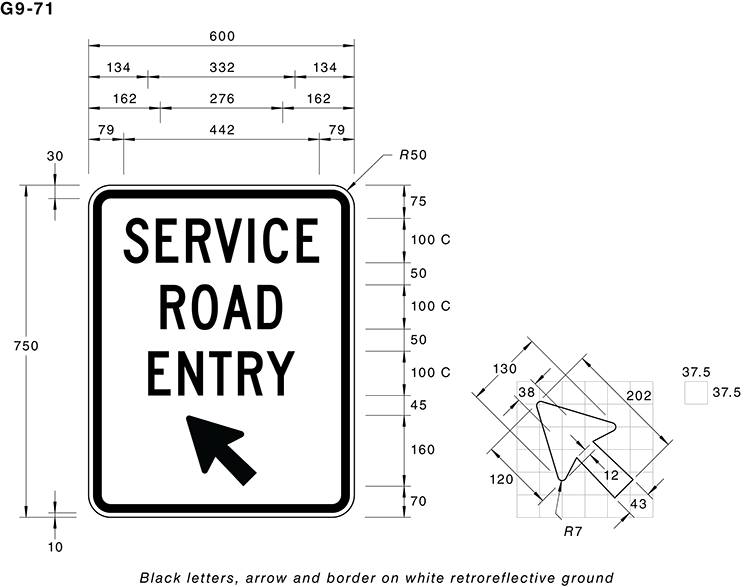 G9-71
600
134 332 134
162 276 162
79 442 79
30
R50
75
SERVICE
100 C
50
ROAD
100 C
50
750
ENTRY
100 C
45
160
70
10
130
38
202
37.5
37.5
120
12
43
R7
Black letters, arrow and border on white retroreflective ground